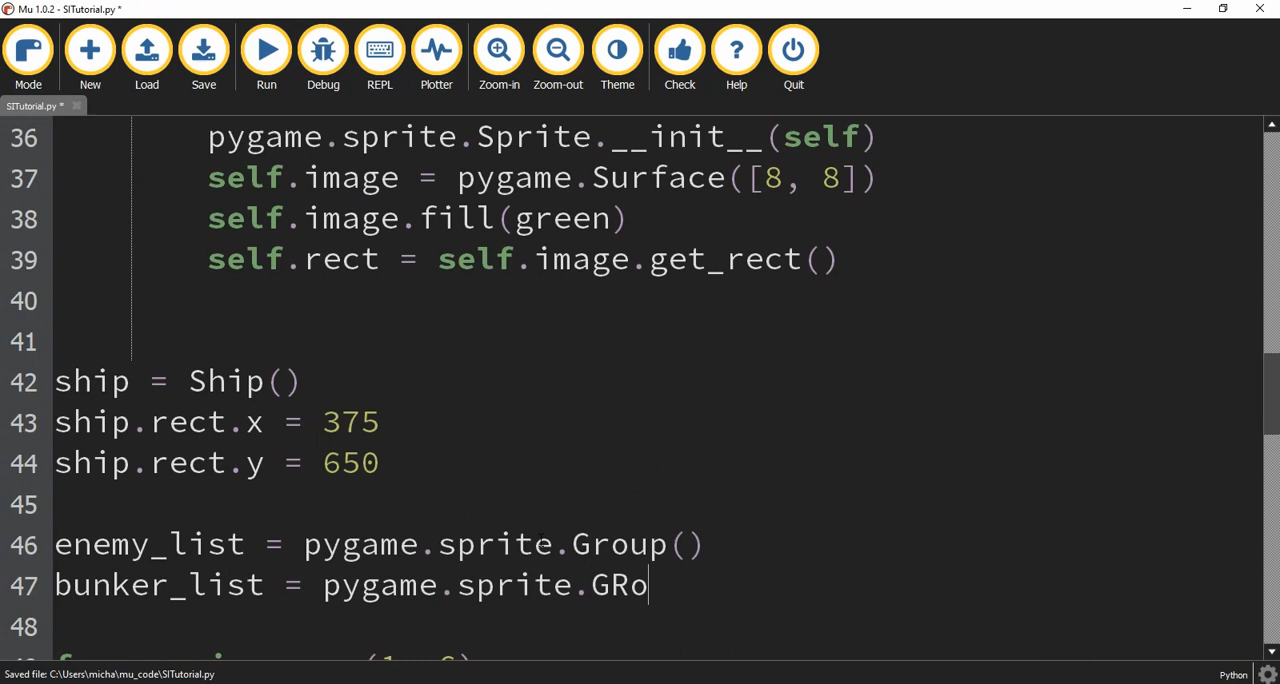 Mu 1.0.2 - SITutorial.py *
Mode New Load Save Run Debug REPL Plotter Zoom-in Zoom-out Theme Check Help Quit
SITutorial.py *
36 pygame.sprite.Sprite.__init__(self)
37 self.image = pygame.Surface([8, 8])
38 self.image.fill(green)
39 self.rect = self.image.get_rect()
40
41
42 ship = Ship()
43 ship.rect.x = 375
44 ship.rect.y = 650
45
46 enemy_list = pygame.sprite.Group()
47 bunker_list = pygame.sprite.GRo
48
Saved file: C:\Users\micha\mu_code\SITutorial.py
Python